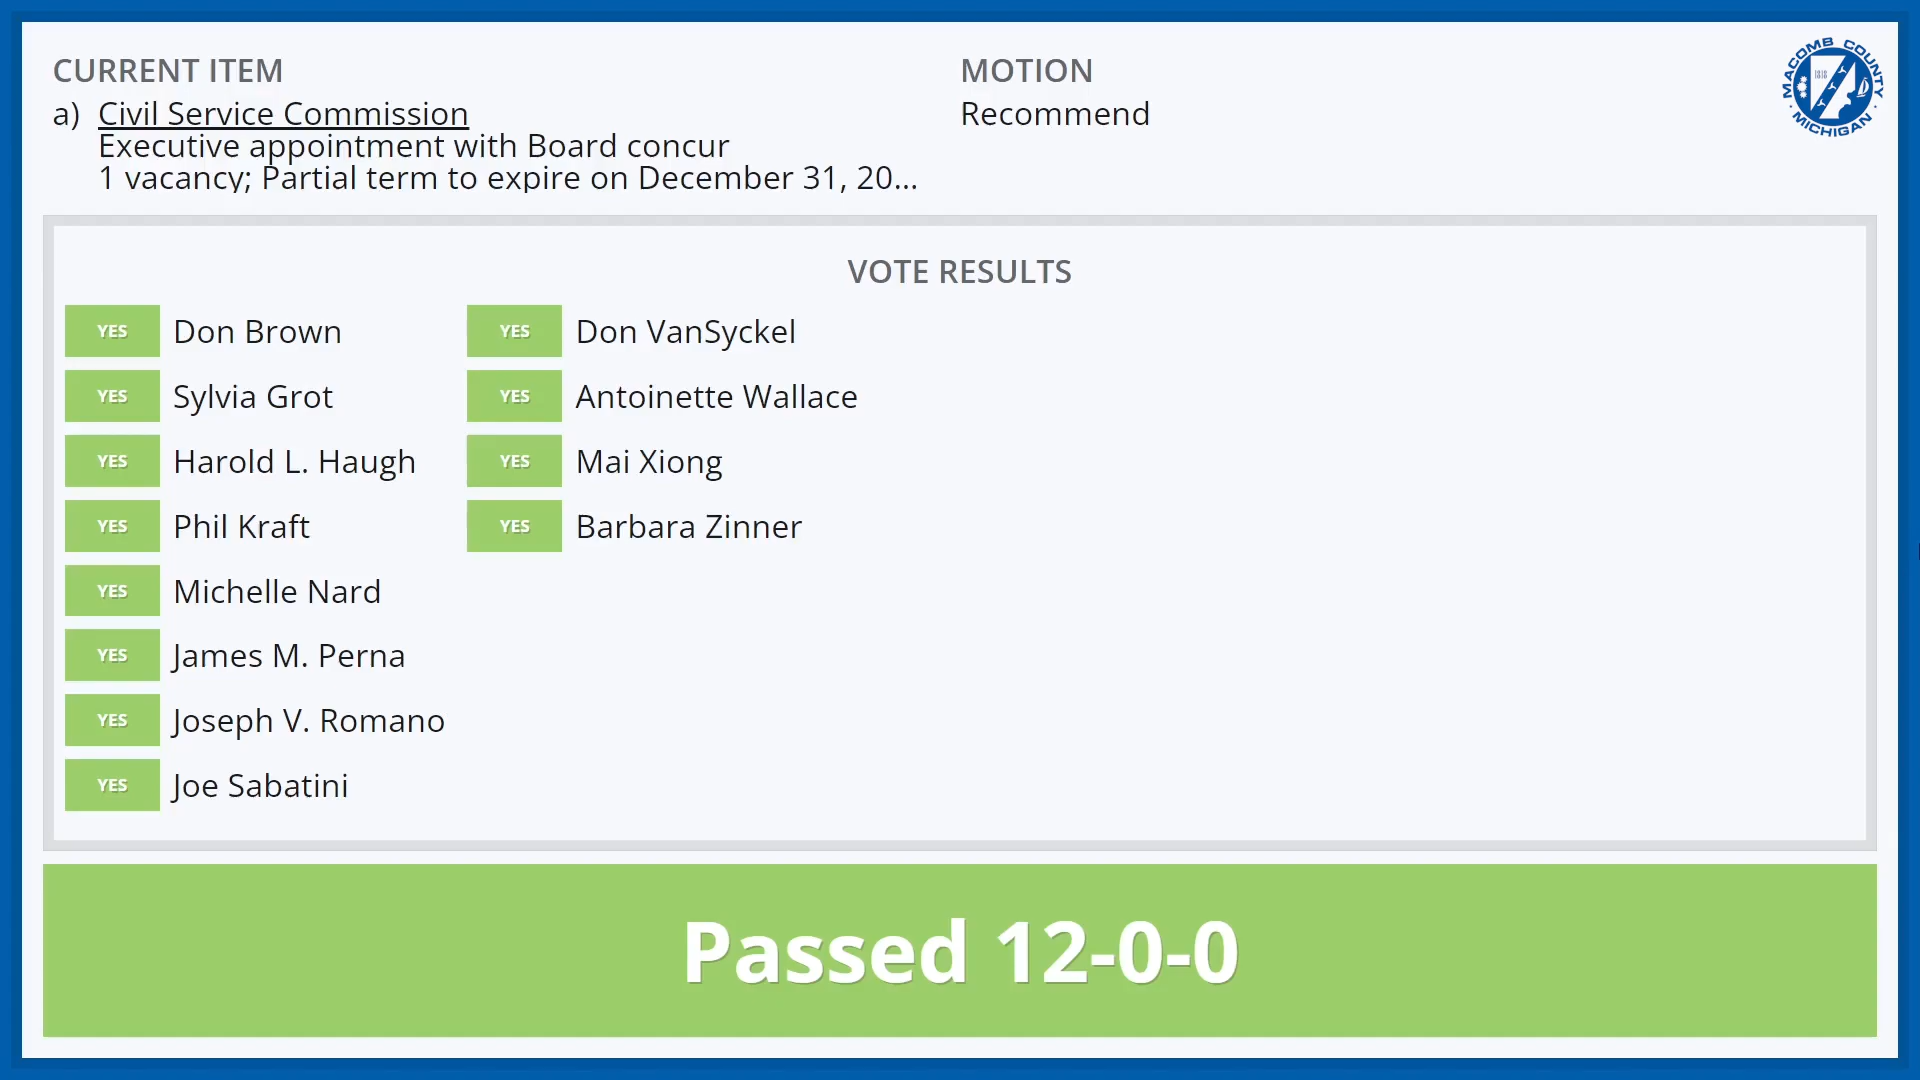 CURRENT ITEM
a) Civil Service Commission
Executive appointment with Board concur
1 vacancy; Partial term to expire on December 31, 20...
MOTION
Recommend
MACOMB COUNTY
1818
· MICHIGAN ·
VOTE RESULTS
YES Don Brown
YES Sylvia Grot
YES Harold L. Haugh
YES Phil Kraft
YES Michelle Nard
YES James M. Perna
YES Joseph V. Romano
YES Joe Sabatini
YES Don VanSyckel
YES Antoinette Wallace
YES Mai Xiong
YES Barbara Zinner
Passed 12-0-0